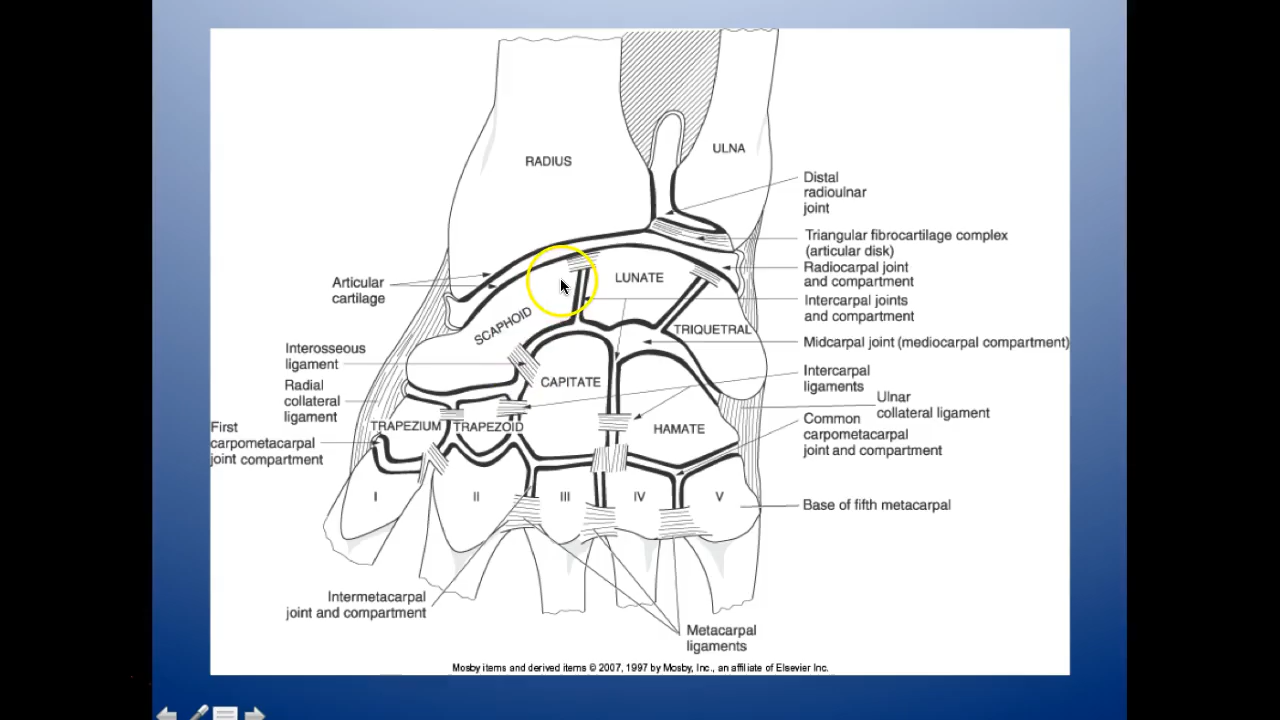 RADIUS
ULNA
Distal
radioulnar
joint
Triangular fibrocartilage complex
(articular disk)
Radiocarpal joint
and compartment
Intercarpal joints
and compartment
Midcarpal joint (mediocarpal compartment)
Intercarpal
ligaments
Ulnar
collateral ligament
Common
carpometacarpal
joint and compartment
Base of fifth metacarpal
Articular
cartilage
Interosseous
ligament
Radial
collateral
ligament
First
carpometacarpal
joint compartment
LUNATE
SCAPHOID
TRIQUETRAL
CAPITATE
TRAPEZIUM
TRAPEZOID
HAMATE
I
II
III
IV
V
Intermetacarpal
joint and compartment
Metacarpal
ligaments
Mosby items and derived items © 2007, 1997 by Mosby, Inc., an affiliate of Elsevier Inc.